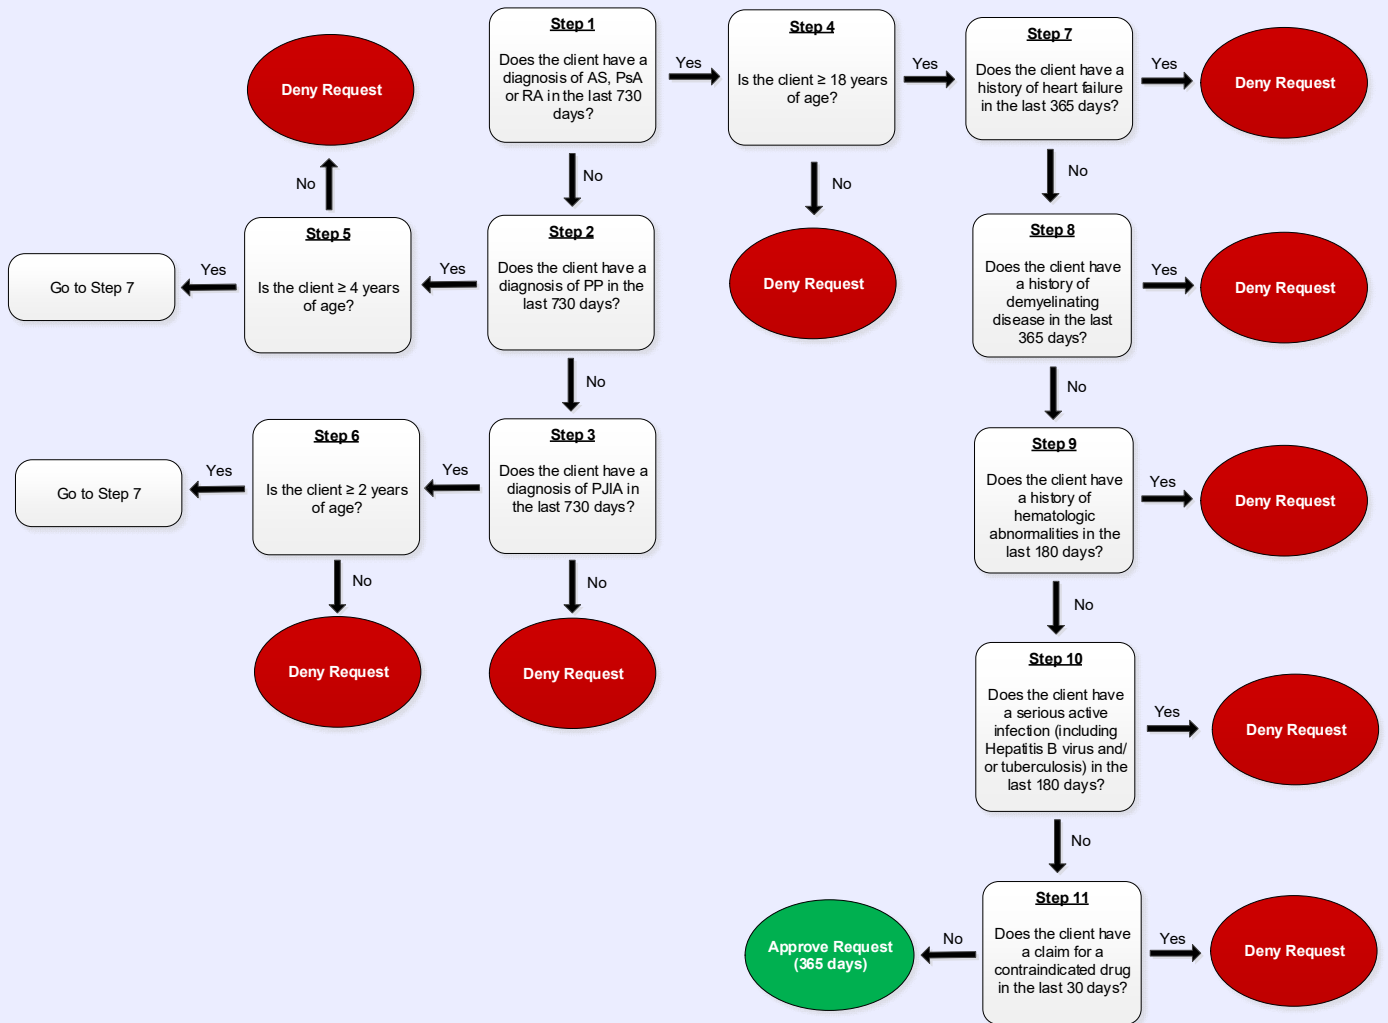 Step 1
Does the client have a
diagnosis of AS, PsA
or RA in the last 730
days?
Yes
No
Step 4
Is the client ≥ 18 years
of age?
Yes
No
Deny Request
Step 7
Does the client have a
history of heart failure
in the last 365 days?
Yes
Deny Request
No
Deny Request
No
Step 5
Is the client ≥ 4 years
of age?
Yes
Go to Step 7
Step 2
Does the client have a
diagnosis of PP in the
last 730 days?
Yes
No
Step 8
Does the client have
a history of
demyelinating
disease in the last
365 days?
Yes
Deny Request
No
Step 3
Does the client have a
diagnosis of PJIA in
the last 730 days?
Yes
No
Deny Request
Step 6
Is the client ≥ 2 years
of age?
Yes
Go to Step 7
No
Deny Request
Step 9
Does the client have
a history of
hematologic
abnormalities in the
last 180 days?
Yes
Deny Request
No
Step 10
Does the client have
a serious active
infection (including
Hepatitis B virus and/
or tuberculosis) in the
last 180 days?
Yes
Deny Request
No
Step 11
Does the client have
a claim for a
contraindicated drug
in the last 30 days?
Yes
Deny Request
No
Approve Request
(365 days)